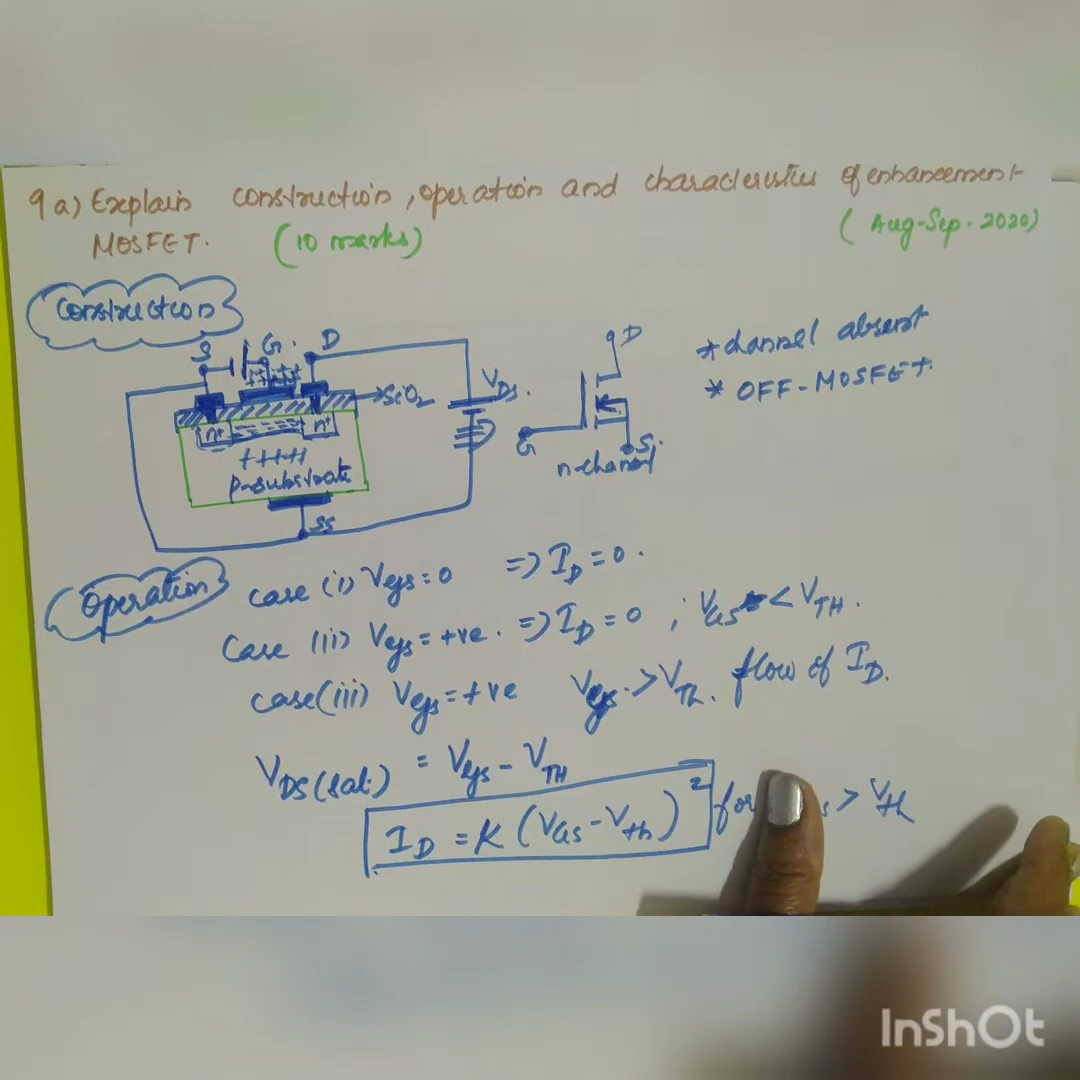 9 a) Explain construction, operation and characteristics of enhancement
MOSFET. (10 marks) (Aug-Sep. 2020)
Construction
S G. D
SiO2
VDS
n+ n+
++++
p-substrate
SS
D
G
S
n-channel
* channel absent
* OFF-MOSFET.
Operation
case (i) Vgs = 0 => ID = 0.
case (ii) Vgs = +ve. => ID = 0 ; VGS < VTH.
case (iii) Vgs = +ve Vgs > VTh. flow of ID.
VDS (sat.) = Vgs - VTH
ID = K (VGS - Vth)² for > Vth
InShOt